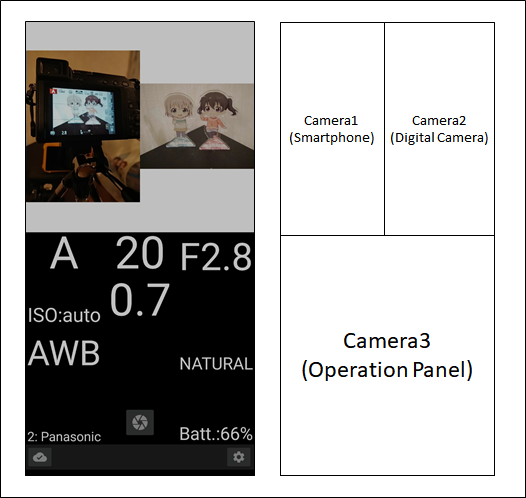 A
20
F2.8
ISO:auto
0.7
AWB
NATURAL
2: Panasonic
Batt.:66%
Camera1
(Smartphone)
Camera2
(Digital Camera)
Camera3
(Operation Panel)